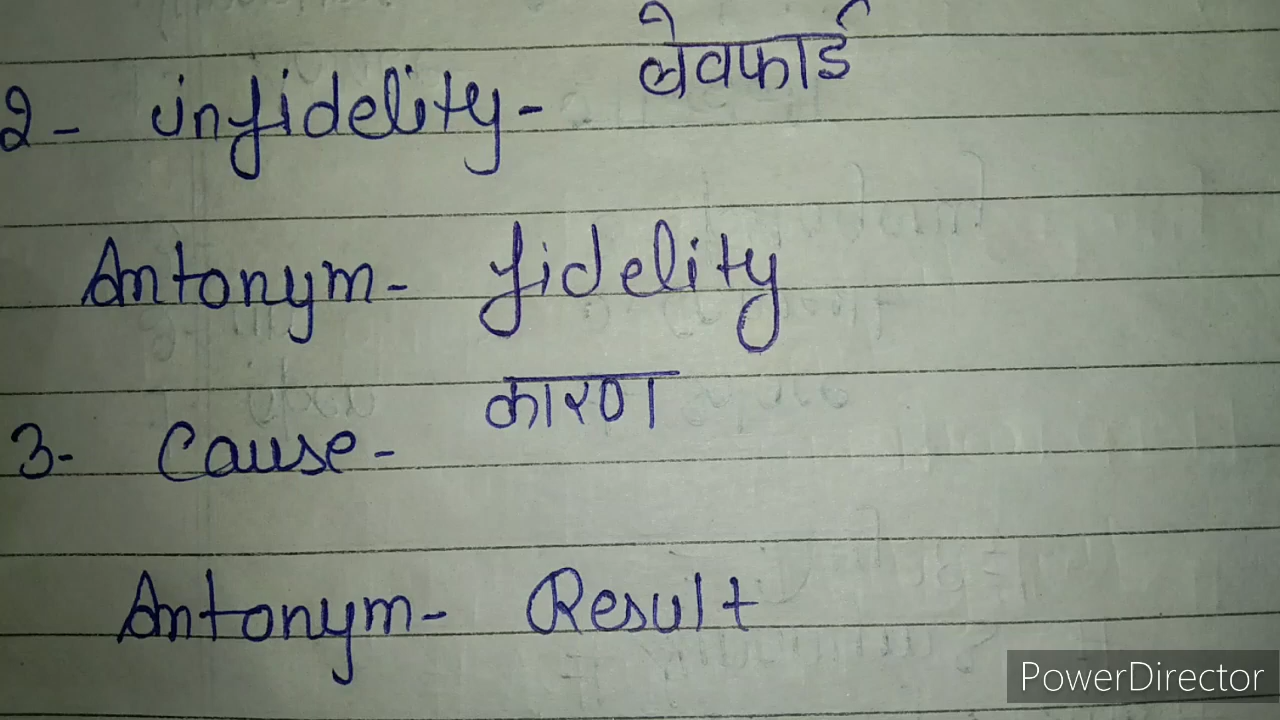 2- infidelity- बेवफाई
Antonym- fidelity
3- Cause- कारण
Antonym- Result
PowerDirector